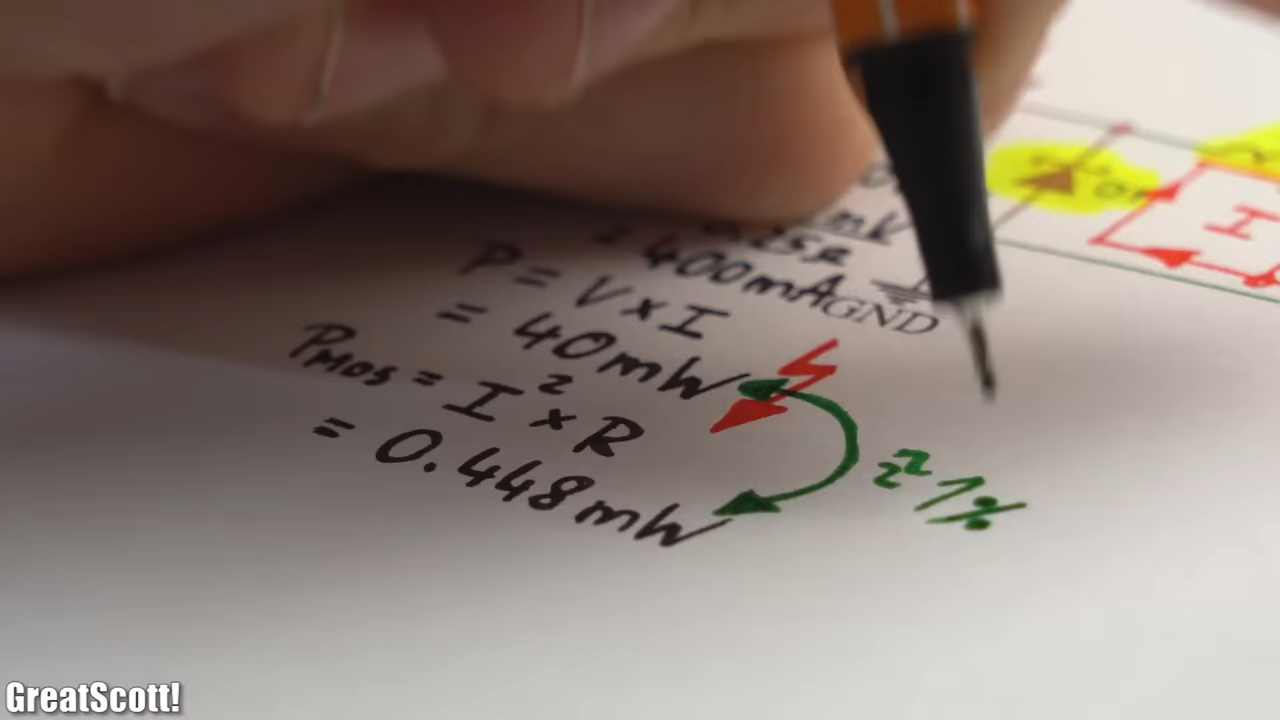 = 400mA
P = V x I
= 40mW
GND
PMOS = I² x R
= 0.448mW
≈1%
GreatScott!